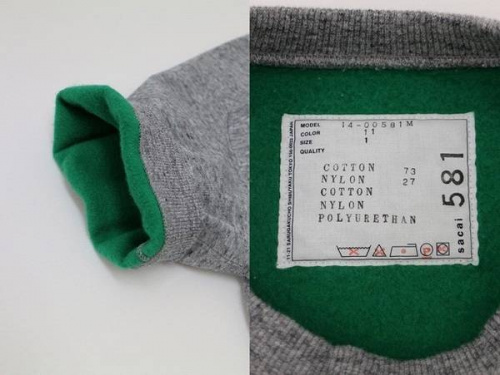 MODEL 14-00581M
COLOR 11
SIZE 1
QUALITY
COTTON 73
NYLON 27
COTTON
NYLON
POLYURETHAN
sacai 581